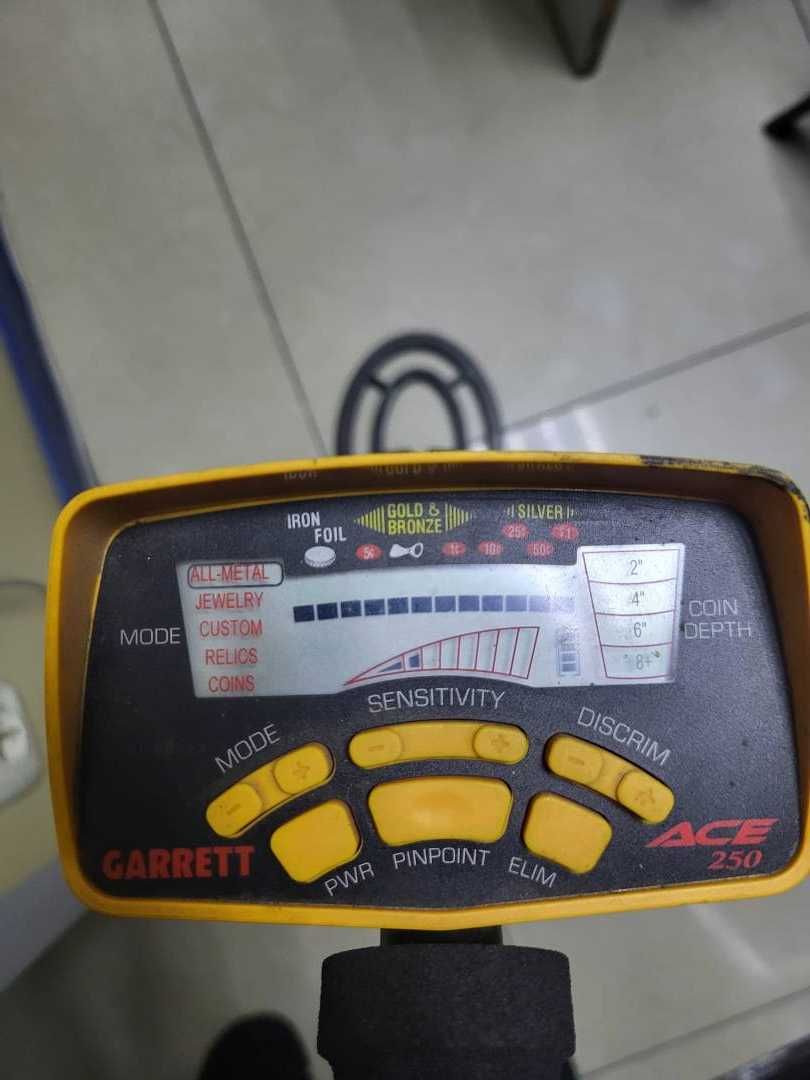 IRON
FOIL
GOLD &
BRONZE
SILVER
5¢
1¢
10¢
25¢
50¢
$1
MODE
ALL-METAL
JEWELRY
CUSTOM
RELICS
COINS
2"
4"
6"
8+"
COIN
DEPTH
SENSITIVITY
MODE
- +
- +
DISCRIM
- +
GARRETT
PWR
PINPOINT
ELIM
ACE
250